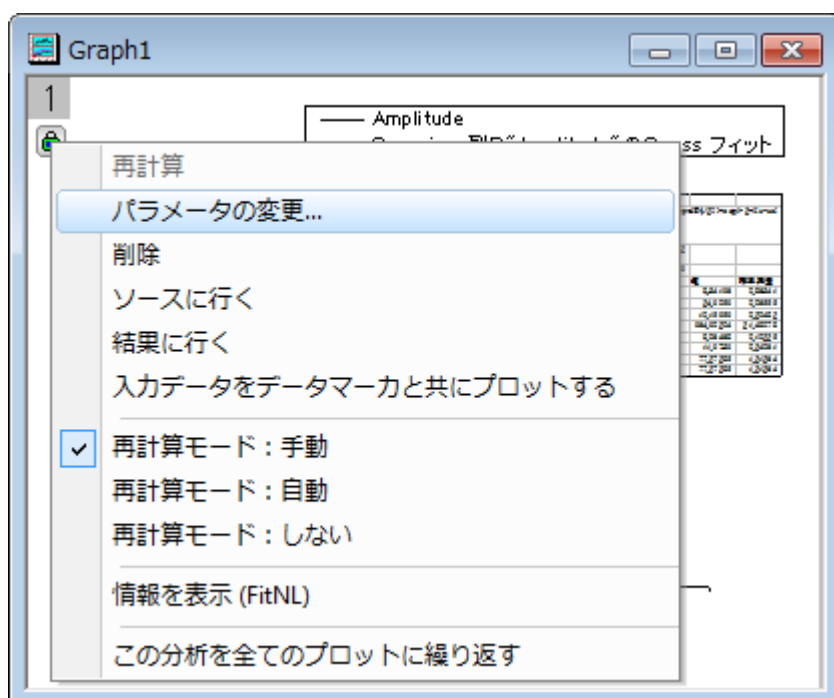 Graph1
1
Amplitude
ss フィット
再計算
パラメータの変更...
削除
ソースに行く
結果に行く
入力データをデータマーカと共にプロットする
再計算モード：手動
再計算モード：自動
再計算モード：しない
情報を表示 (FitNL)
この分析を全てのプロットに繰り返す